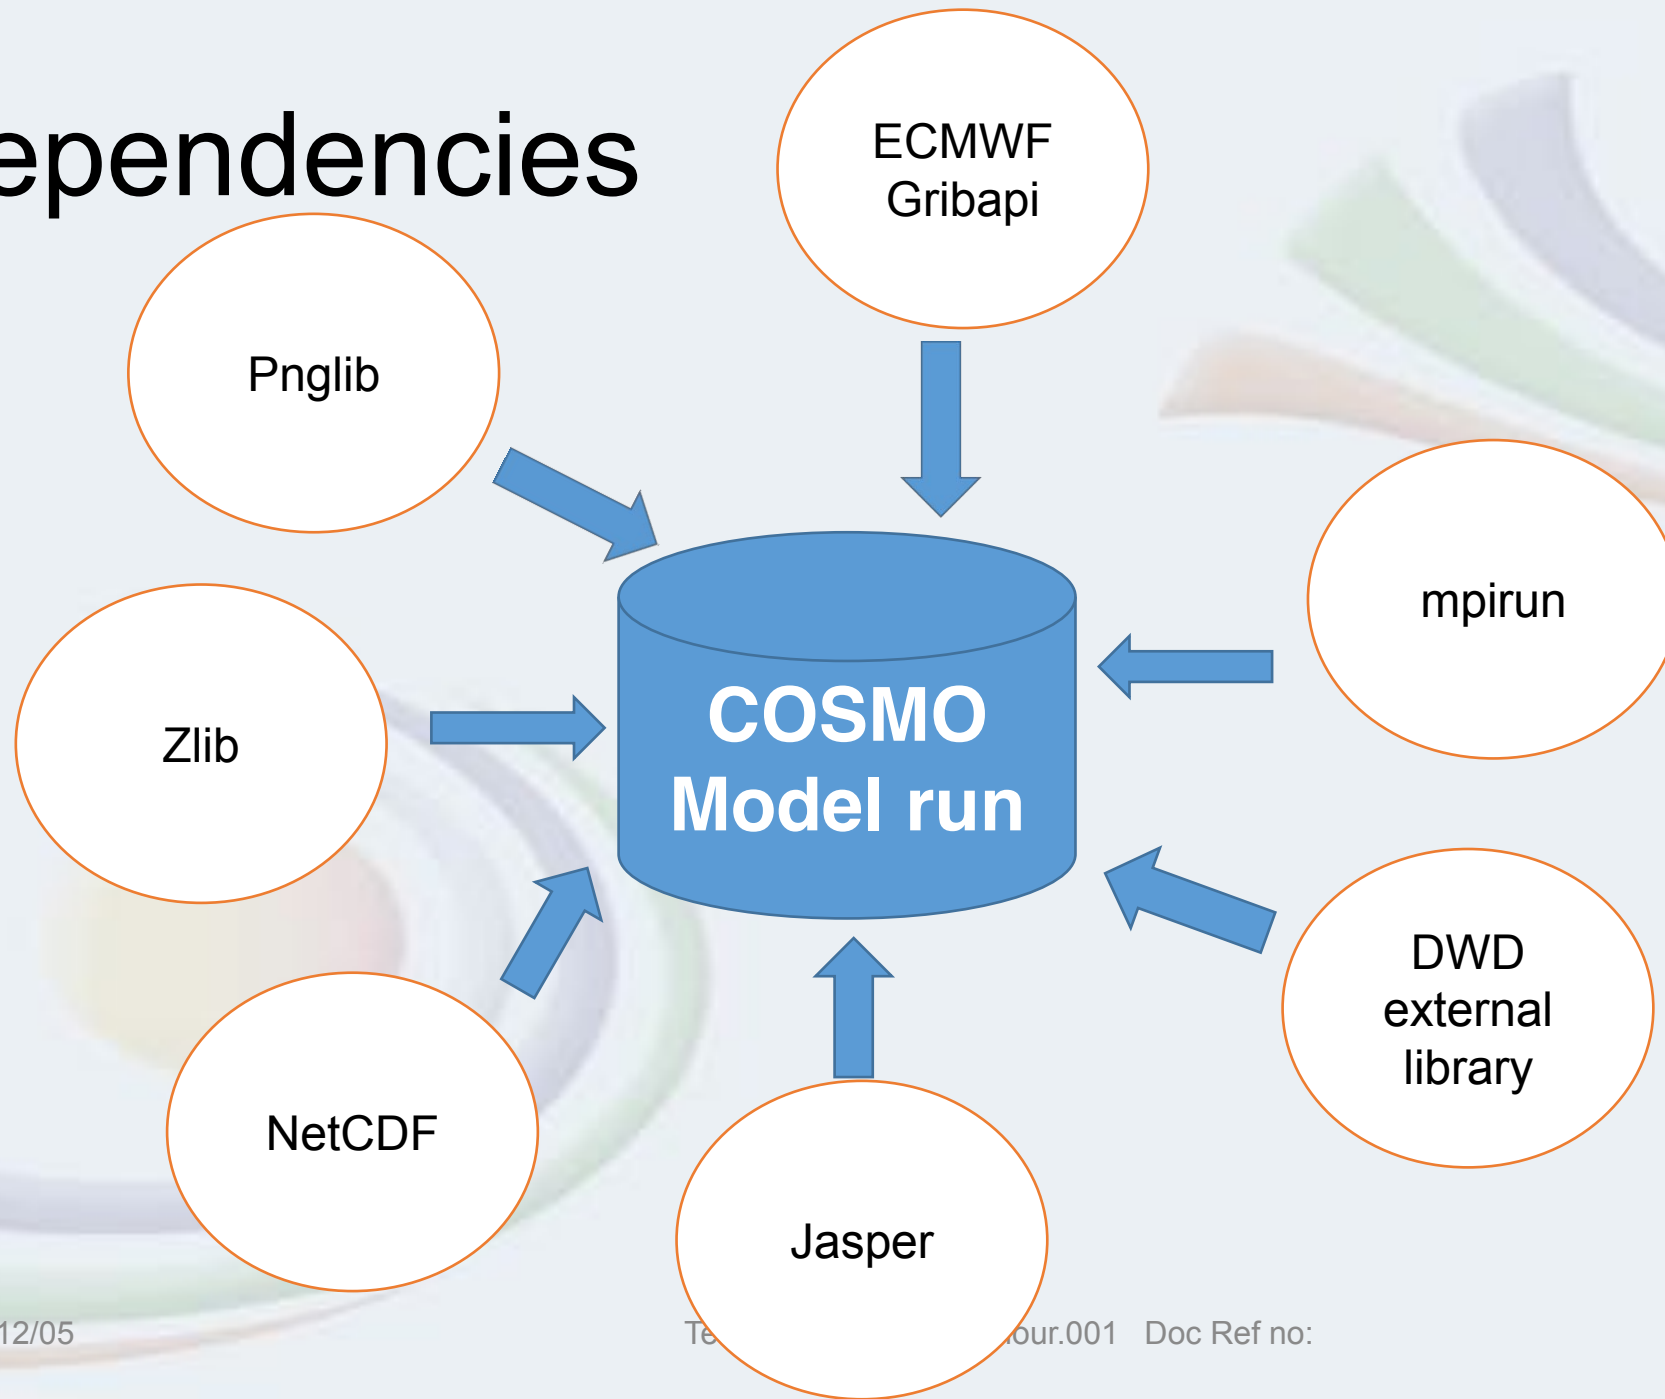 ependencies
ECMWF
Gribapi
Pnglib
mpirun
COSMO
Model run
Zlib
DWD
external
library
NetCDF
Jasper
12/05
Te our.001 Doc Ref no: